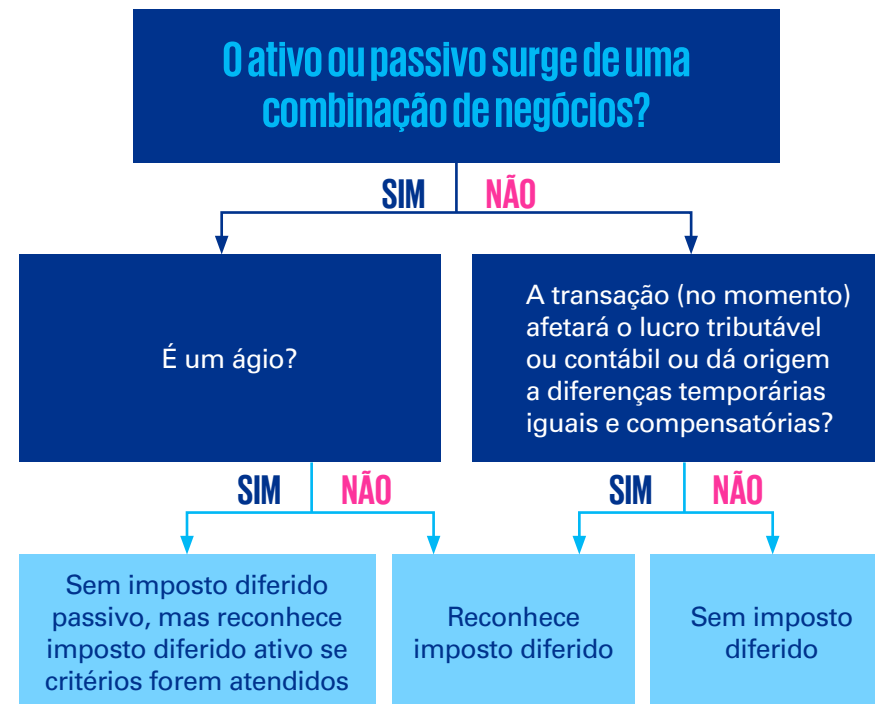 O ativo ou passivo surge de uma
combinação de negócios?
SIM
NÃO
É um ágio?
A transação (no momento)
afetará o lucro tributável
ou contábil ou dá origem
a diferenças temporárias
iguais e compensatórias?
SIM
NÃO
SIM
NÃO
Sem imposto diferido
passivo, mas reconhece
imposto diferido ativo se
critérios forem atendidos
Reconhece
imposto diferido
Sem imposto
diferido